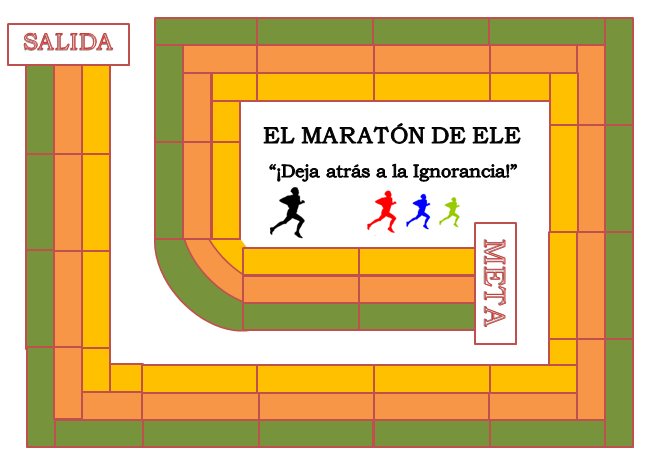 SALIDA
EL MARATÓN DE ELE
“¡Deja atrás a la Ignorancia!”
META